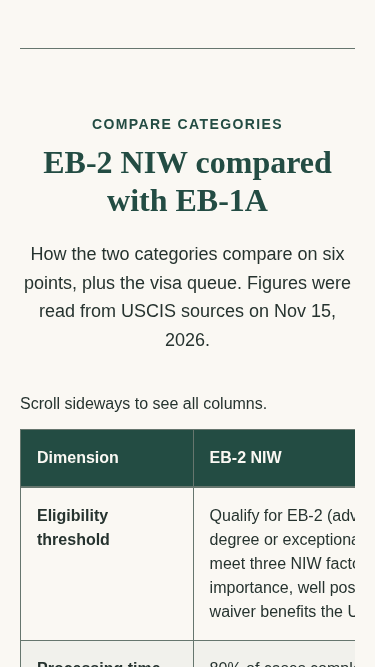 COMPARE CATEGORIES
EB-2 NIW compared
with EB-1A
How the two categories compare on six
points, plus the visa queue. Figures were
read from USCIS sources on Nov 15,
2026.
Scroll sideways to see all columns.
Dimension EB-2 NIW
Eligibility Qualify for EB-2 (adv
threshold degree or exceptiona
meet three NIW facto
importance, well pos
waiver benefits the U